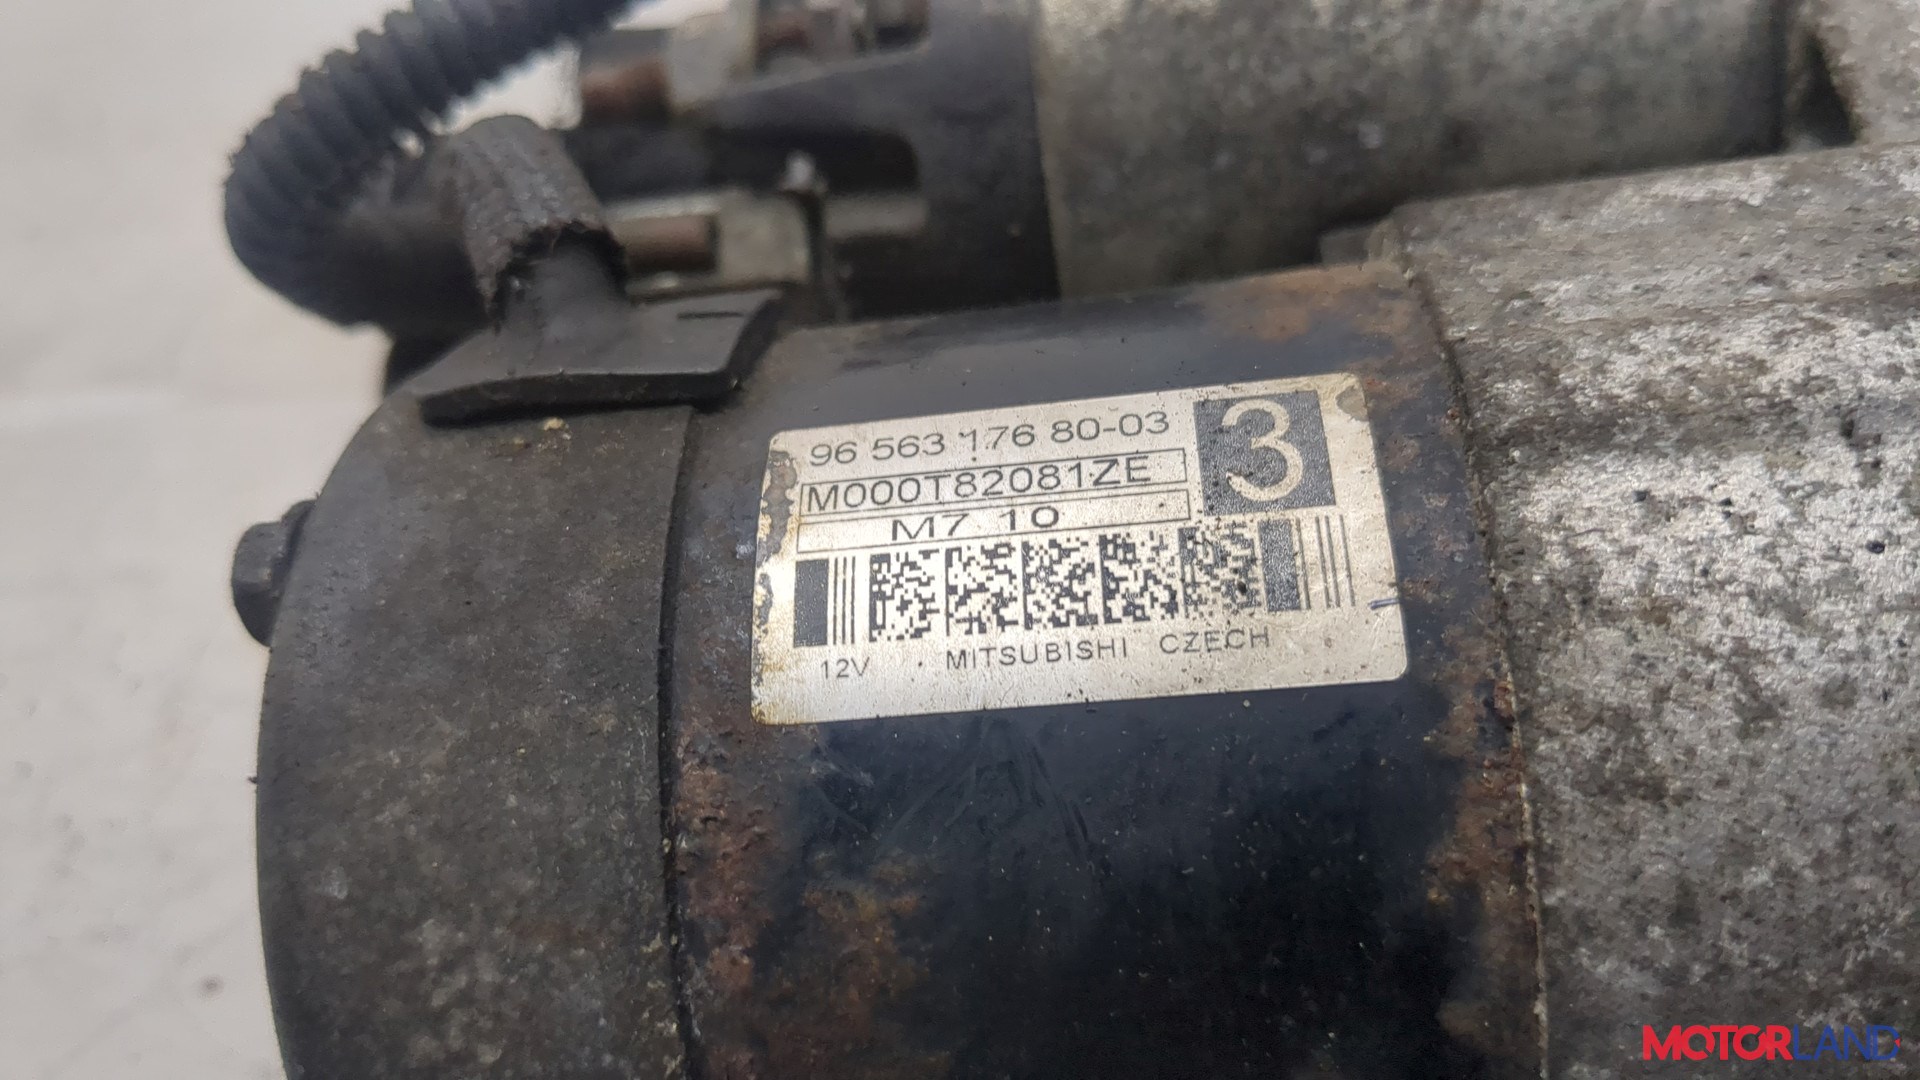 96 563 176 80-03
3
M000T82081ZE
M7 10
12V . MITSUBISHI CZECH
MOTORLAND